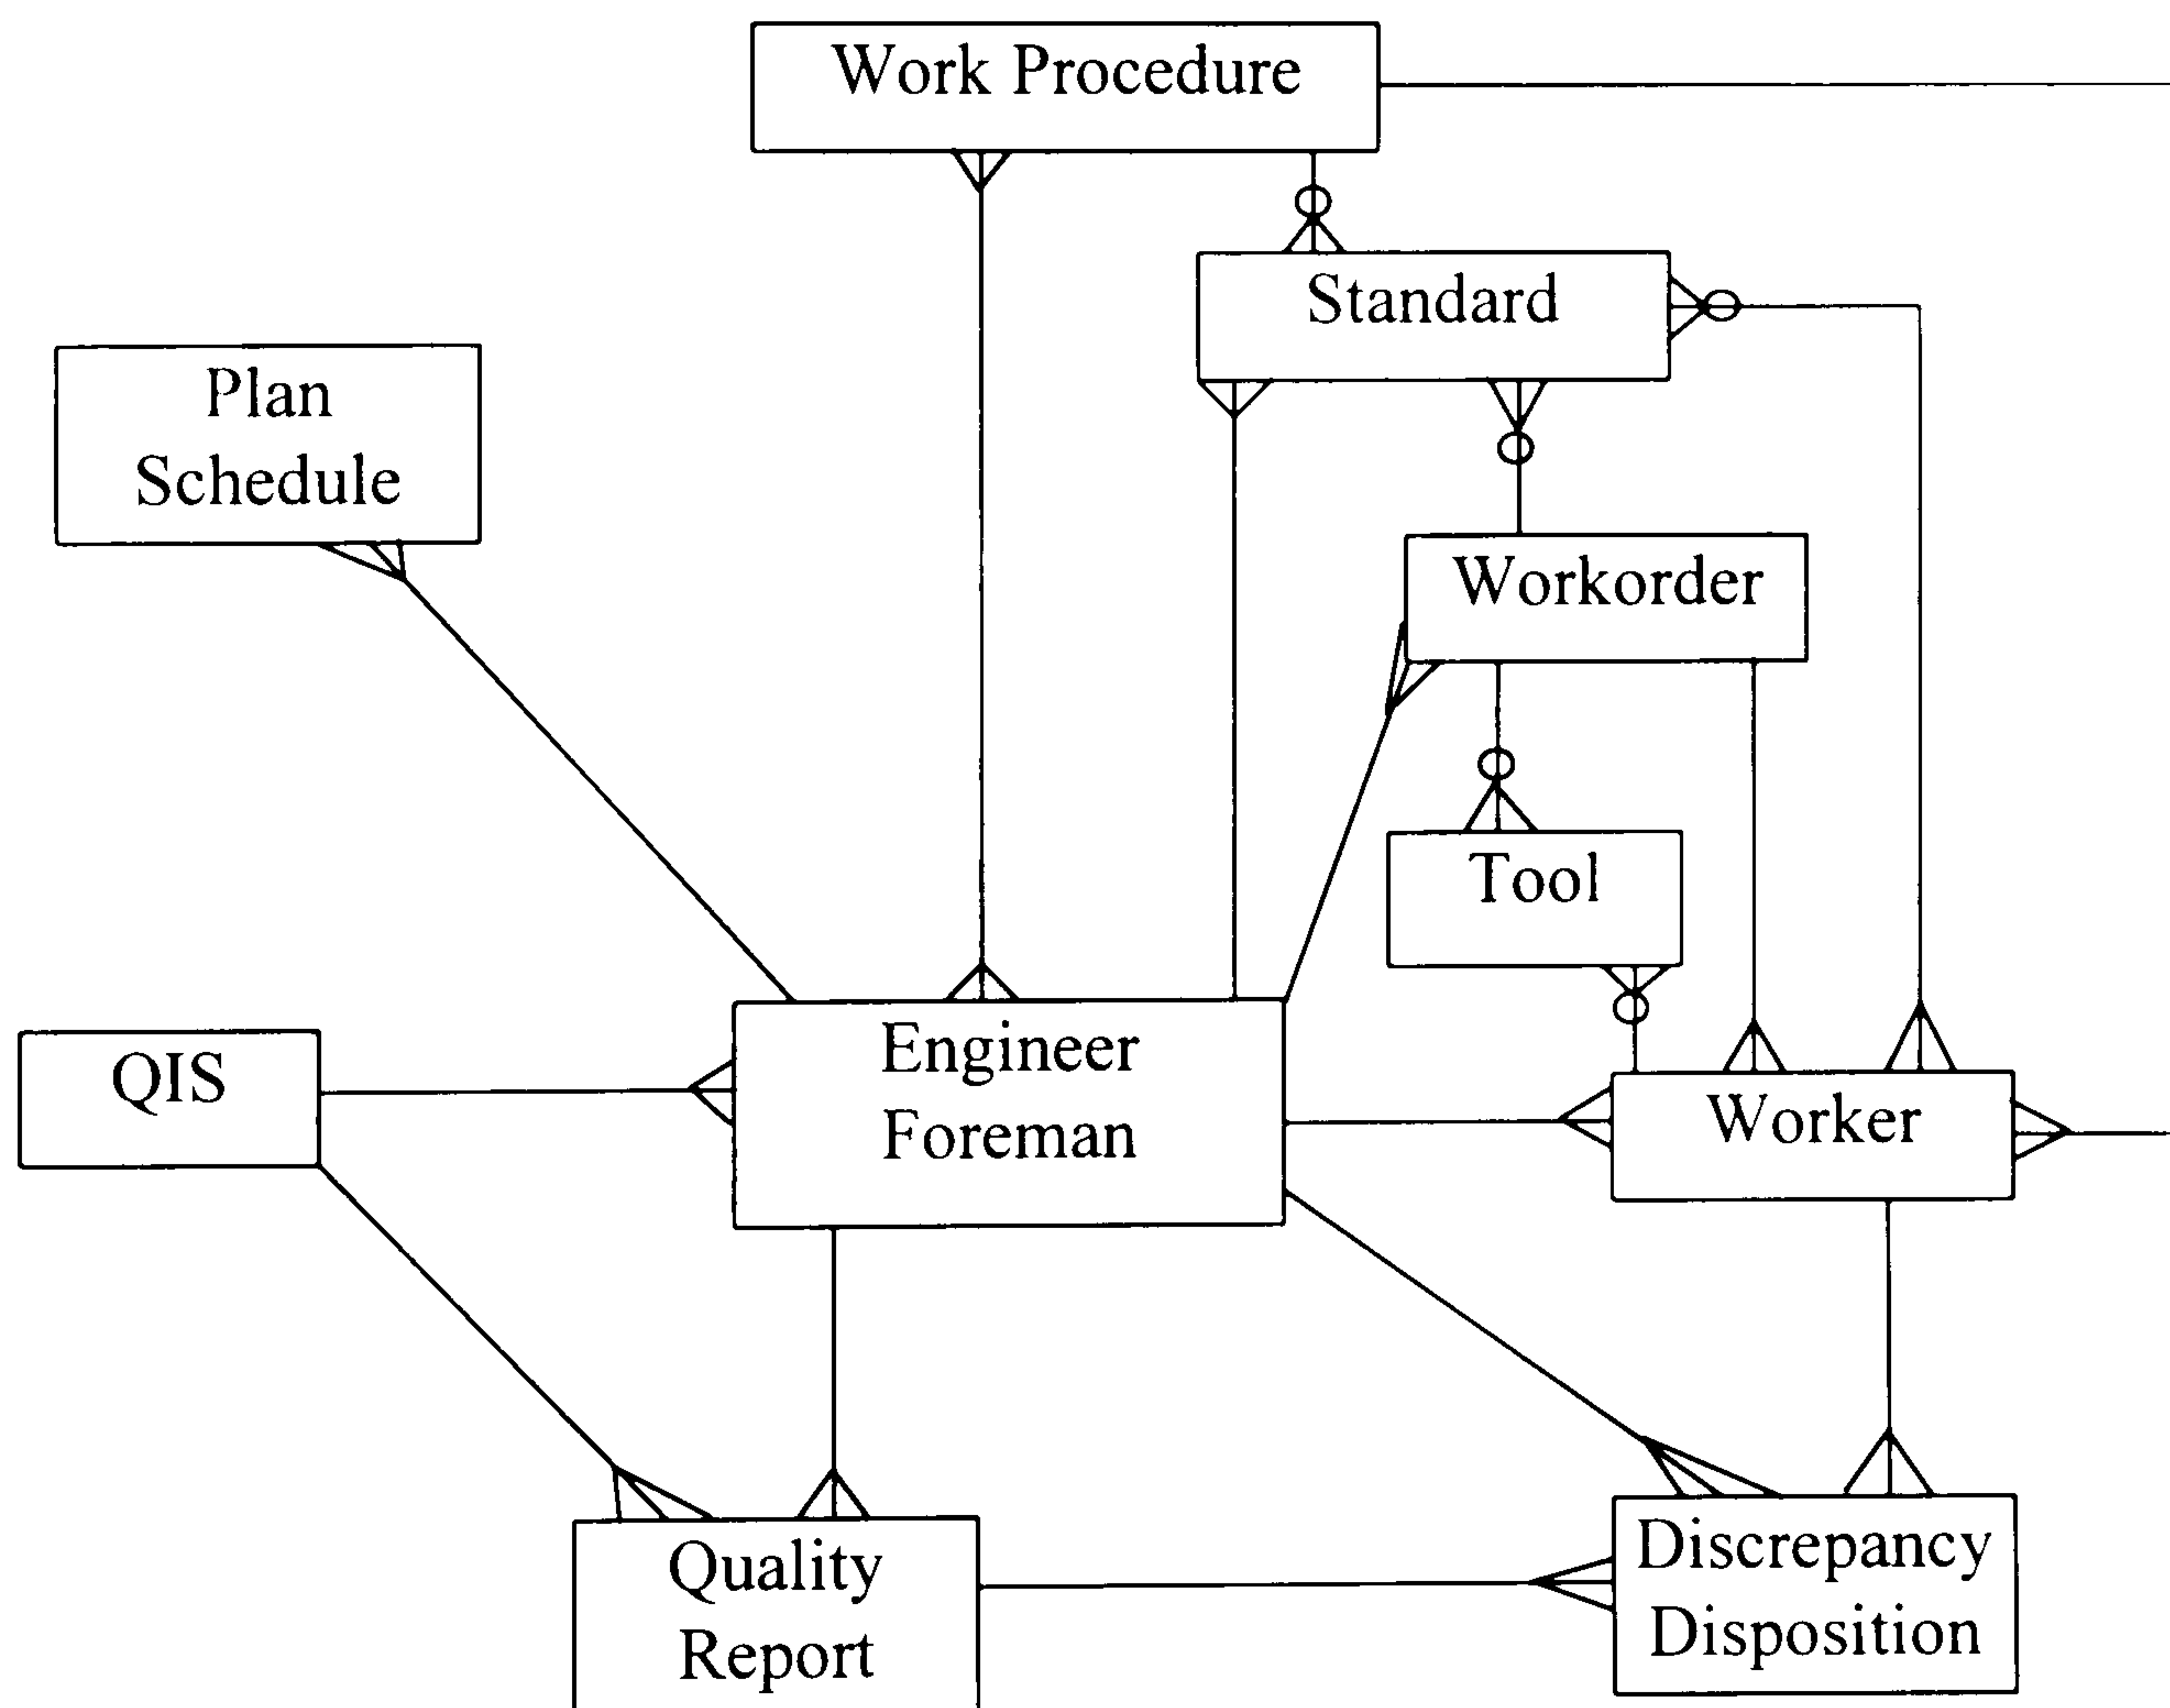 Work Procedure
Standard
Plan
Schedule
Workorder
Tool
QIS
Engineer
Foreman
Worker
Quality
Report
Discrepancy
Disposition